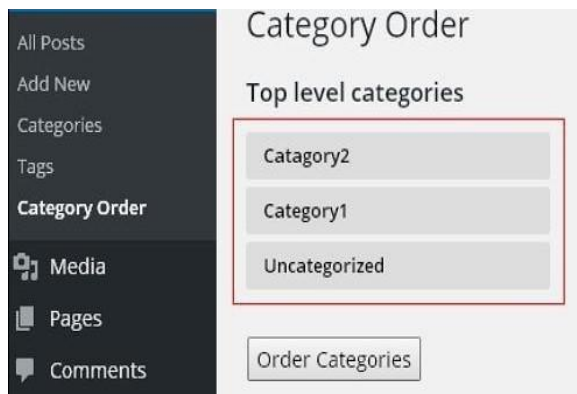 All Posts
Add New
Categories
Tags
Category Order
Media
Pages
Comments
Category Order
Top level categories
Catagory2
Category1
Uncategorized
Order Categories